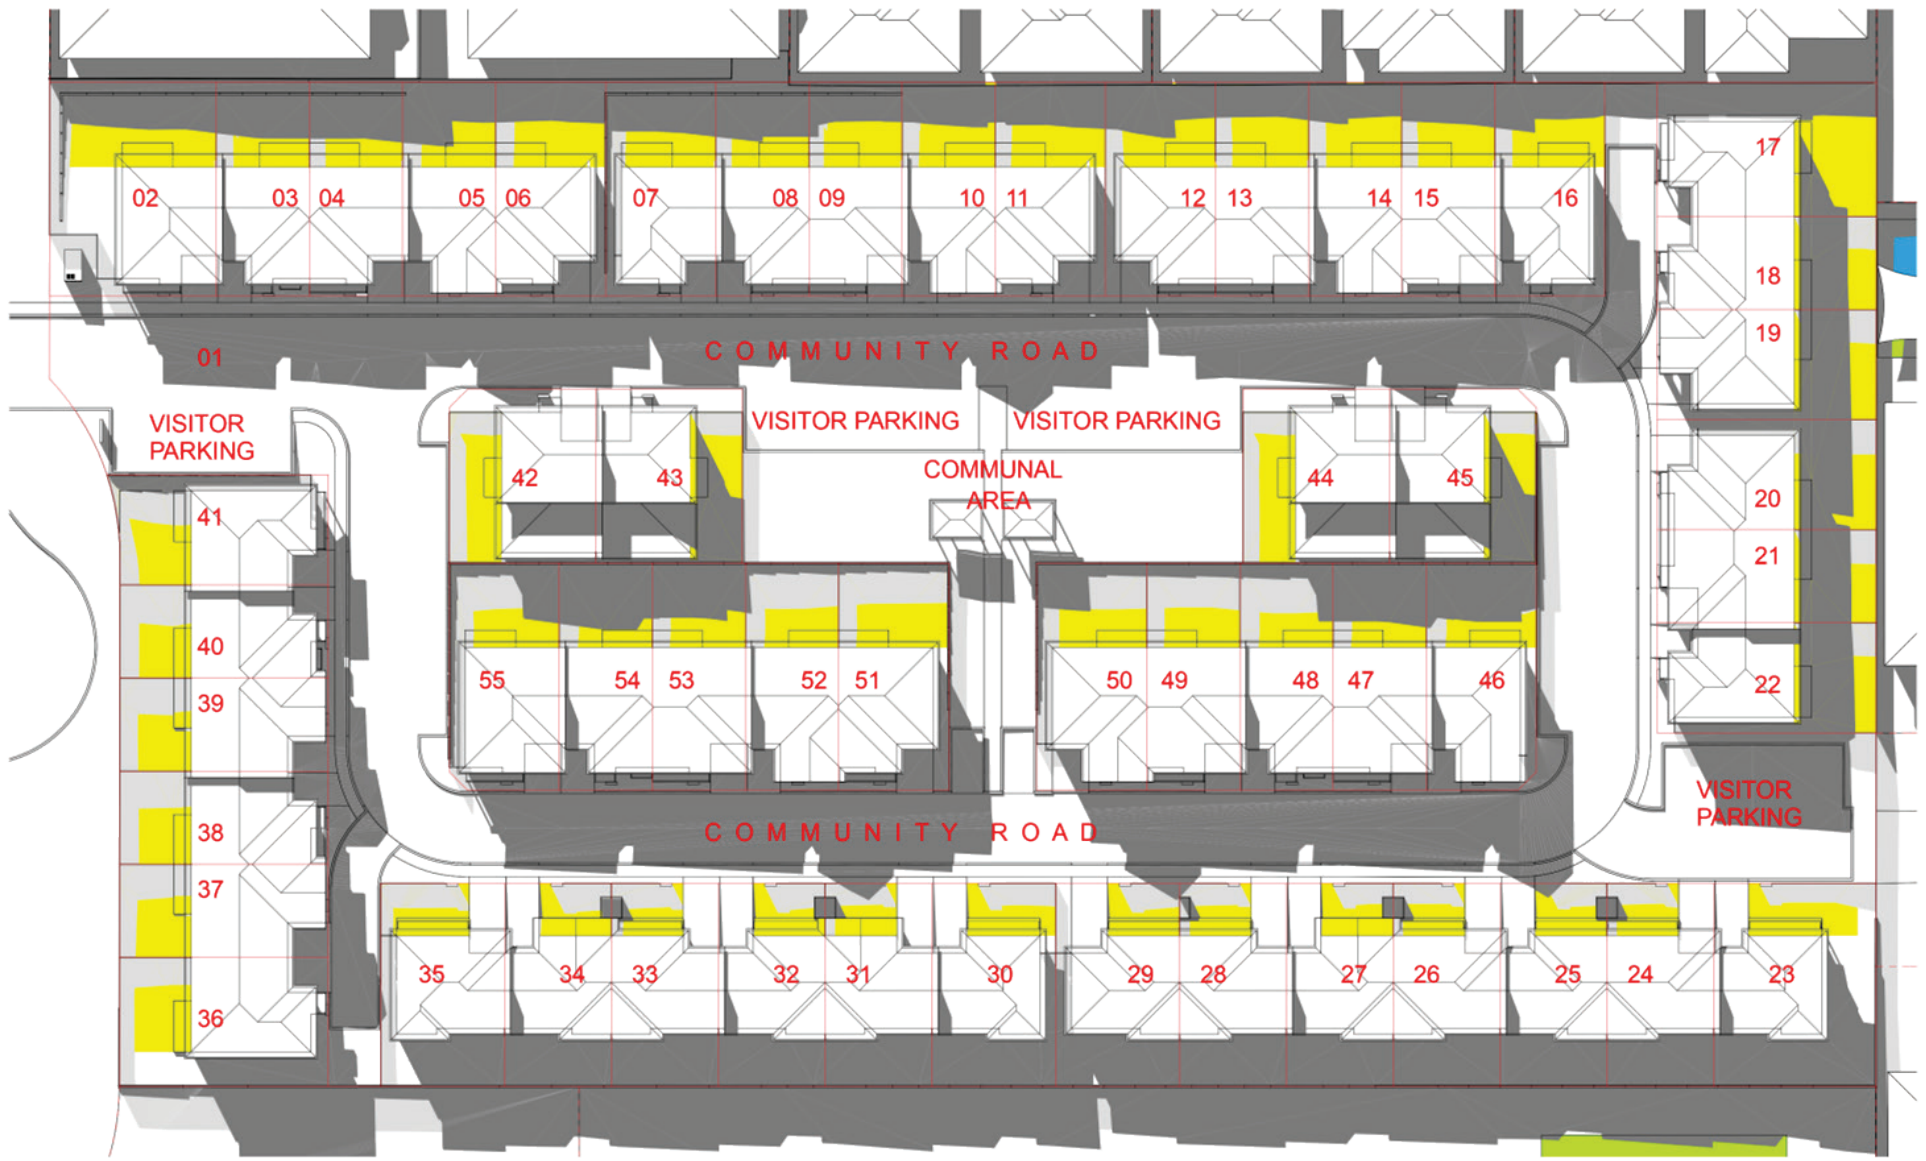 02 03 04 05 06 07 08 09 10 11 12 13 14 15 16
17
18
19
01
COMMUNITY ROAD
VISITOR
PARKING
VISITOR PARKING
VISITOR PARKING
COMMUNAL
AREA
42 43
44 45
20
21
22
41
40
39
38
37
36
55 54 53 52 51
50 49 48 47 46
COMMUNITY ROAD
VISITOR
PARKING
35 34 33 32 31 30 29 28 27 26 25 24 23